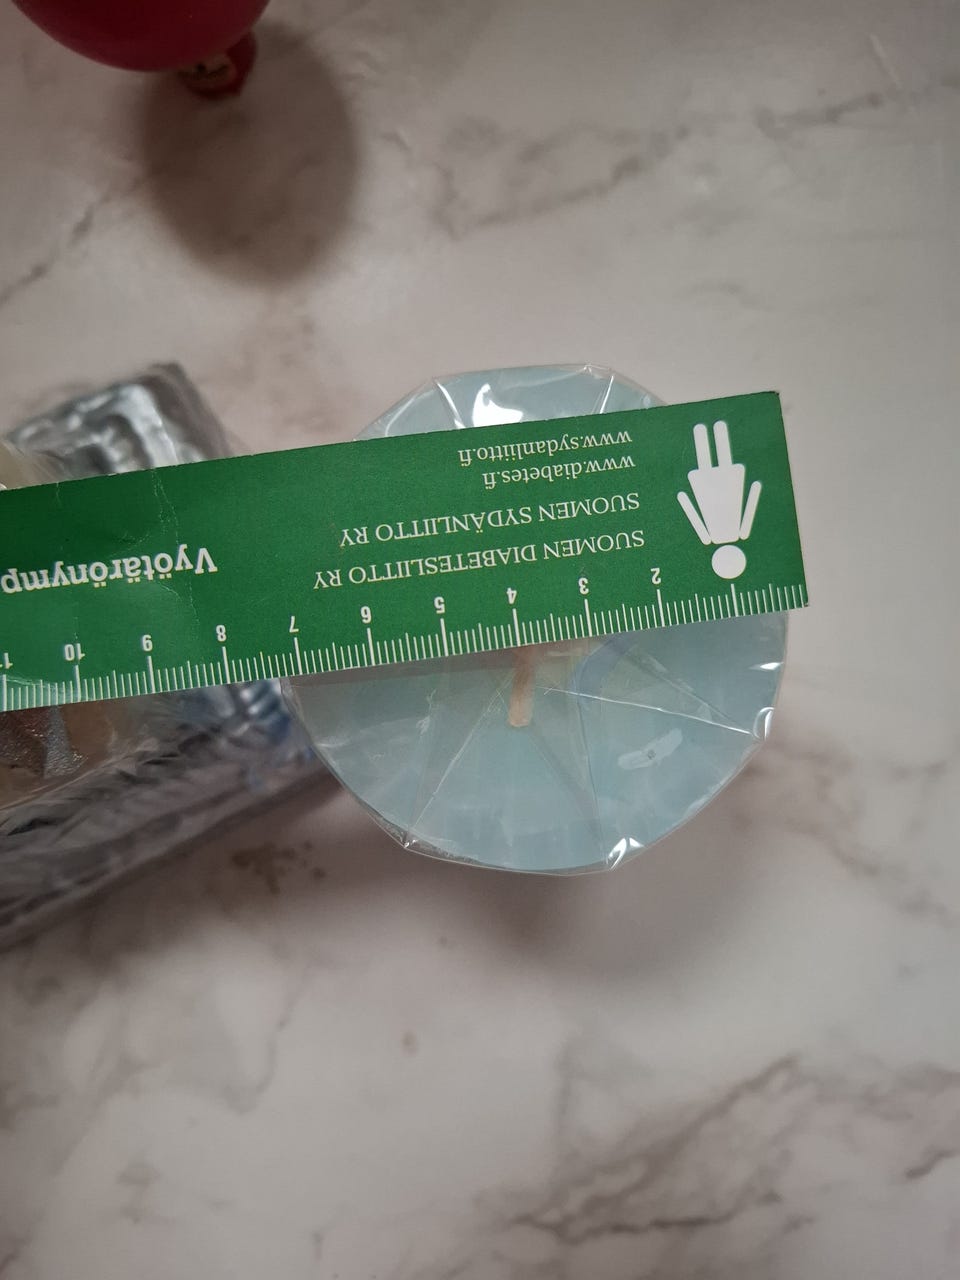 2 3 4 5 6 7 8 9 10 11
SUOMEN DIABETESLIITTO RY
SUOMEN SYDÄNLIITTO RY
www.diabetes.fi
www.sydanliitto.fi
Vyötärönymp